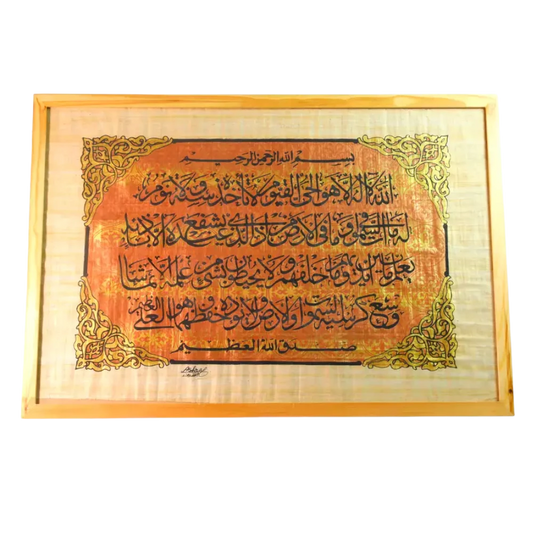 بسم الله الرحمن الرحيم
الله لا إله إلا هو الحي القيوم لا تأخذه سنة ولا نوم
له ما في السموات وما في الأرض من ذا الذي يشفع عنده إلا بإذنه
يعلم ما بين أيديهم وما خلفهم ولا يحيطون بشيء من علمه إلا بما شاء
وسع كرسيه السموات والأرض ولا يؤده حفظهما وهو العلي العظيم
صدق الله العظيم